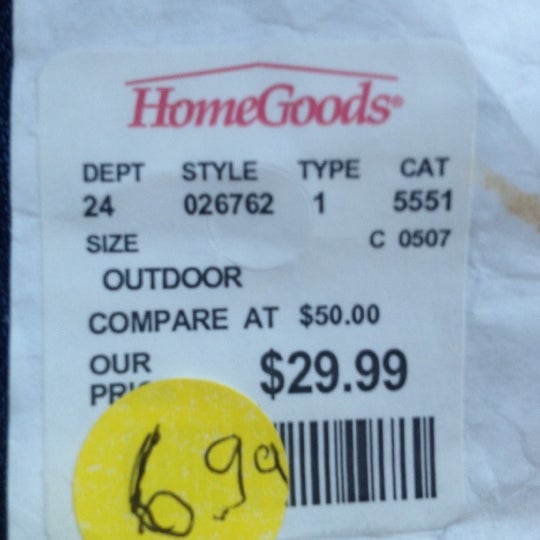 HomeGoods®
DEPT STYLE TYPE CAT
24 026762 1 5551
SIZE C 0507
OUTDOOR
COMPARE AT $50.00
OUR $29.99
6 99